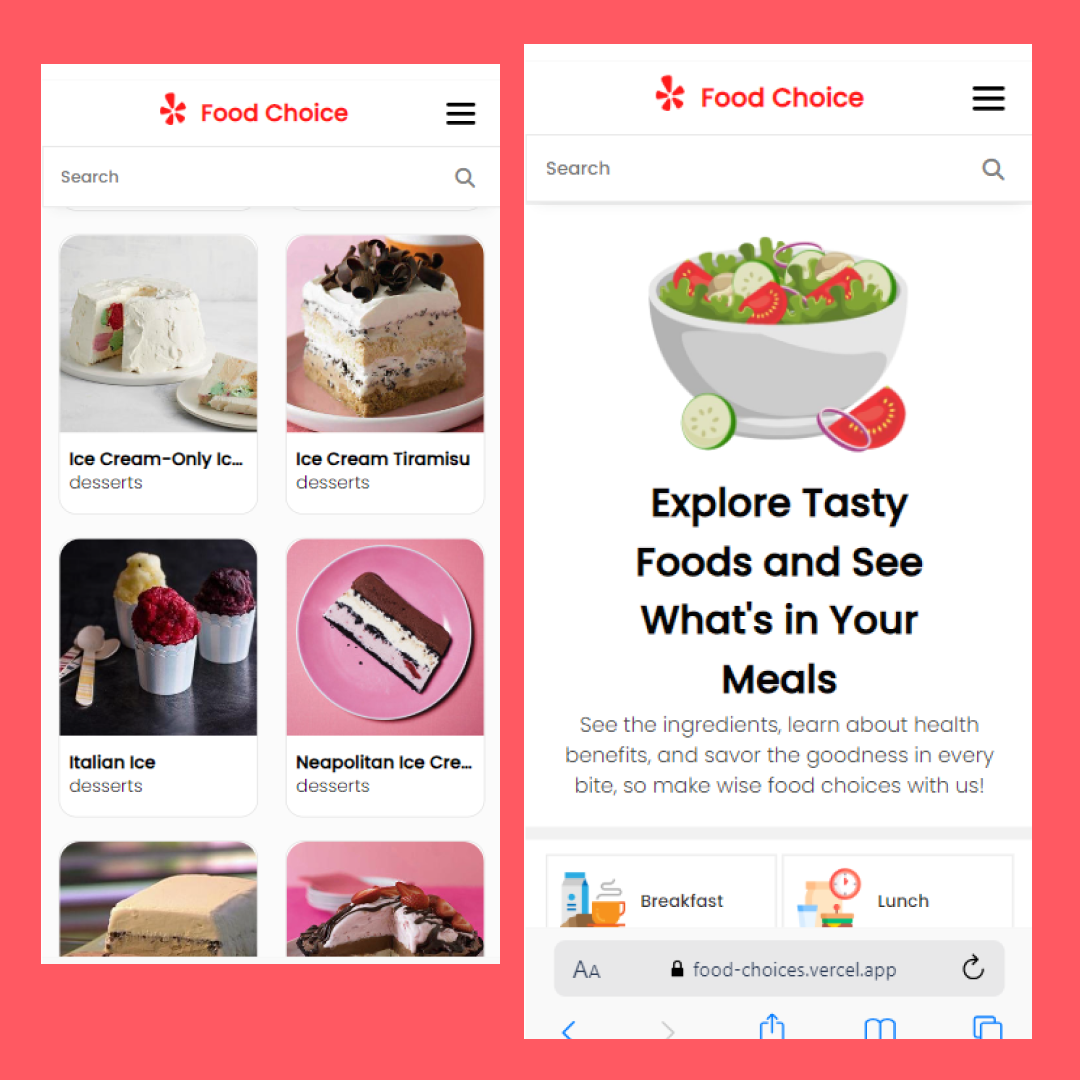 Food Choice
Search
Ice Cream-Only Ic...
desserts
Ice Cream Tiramisu
desserts
Italian Ice
desserts
Neapolitan Ice Cre...
desserts
Food Choice
Search
Explore Tasty
Foods and See
What's in Your
Meals
See the ingredients, learn about health
benefits, and savor the goodness in every
bite, so make wise food choices with us!
Breakfast
Lunch
AA
food-choices.vercel.app